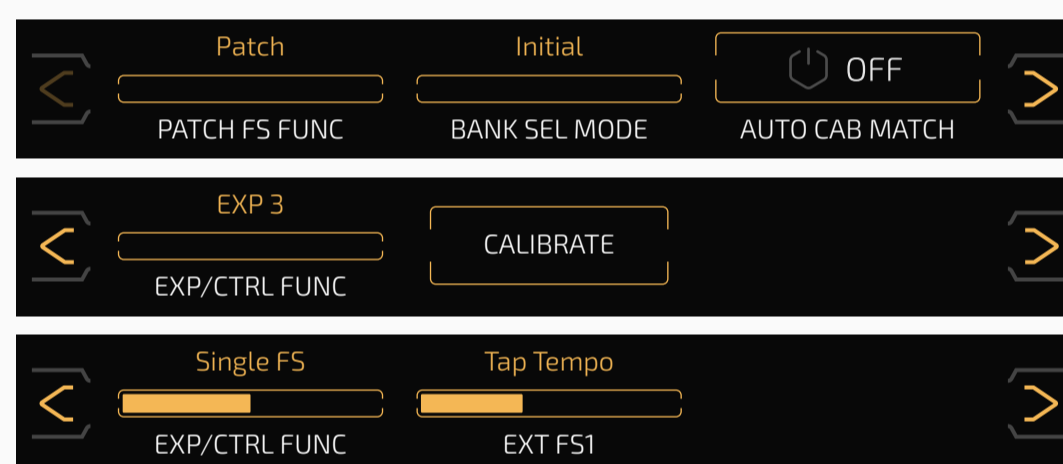 Patch Initial
OFF
PATCH FS FUNC BANK SEL MODE AUTO CAB MATCH
EXP 3
CALIBRATE
EXP/CTRL FUNC
Single FS Tap Tempo
EXP/CTRL FUNC EXT FS1